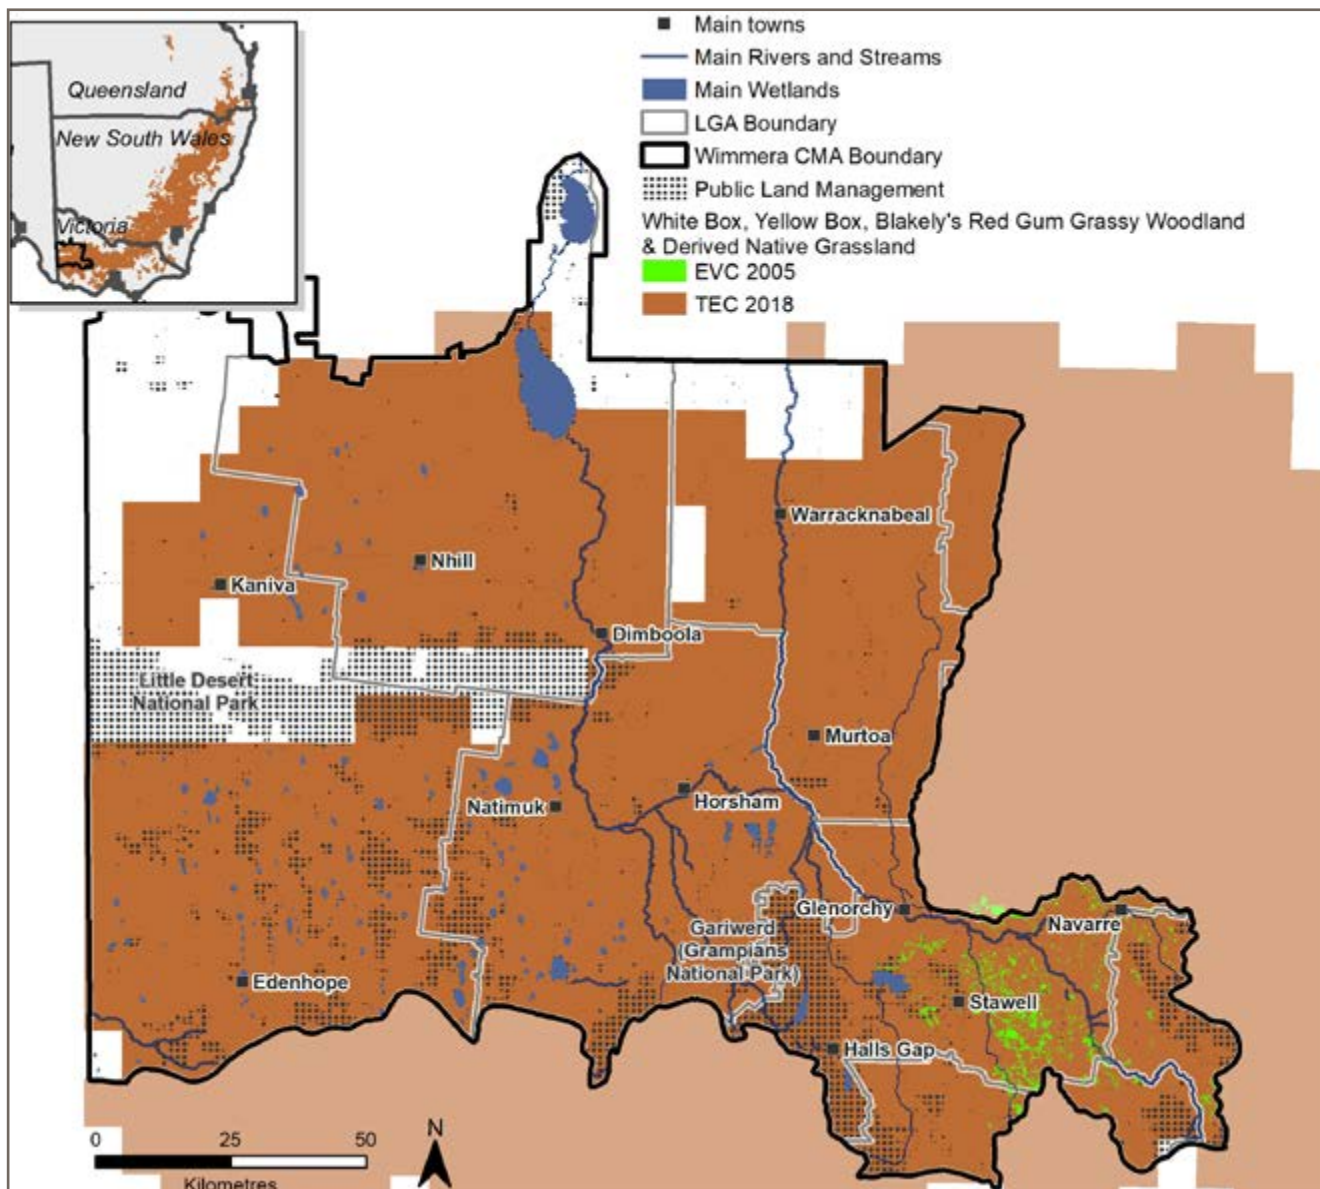 Queensland
New South Wales
Victoria
Main towns
Main Rivers and Streams
Main Wetlands
LGA Boundary
Wimmera CMA Boundary
Public Land Management
White Box, Yellow Box, Blakely's Red Gum Grassy Woodland
& Derived Native Grassland
EVC 2005
TEC 2018
Warracknabeal
Nhill
Kaniva
Dimboola
Little Desert
National Park
Murtoa
Horsham
Natimuk
Glenorchy
Navarre
Gariwerd
(Grampians
National Park)
Edenhope
Stawell
Halls Gap
0 25 50
Kilometres
N